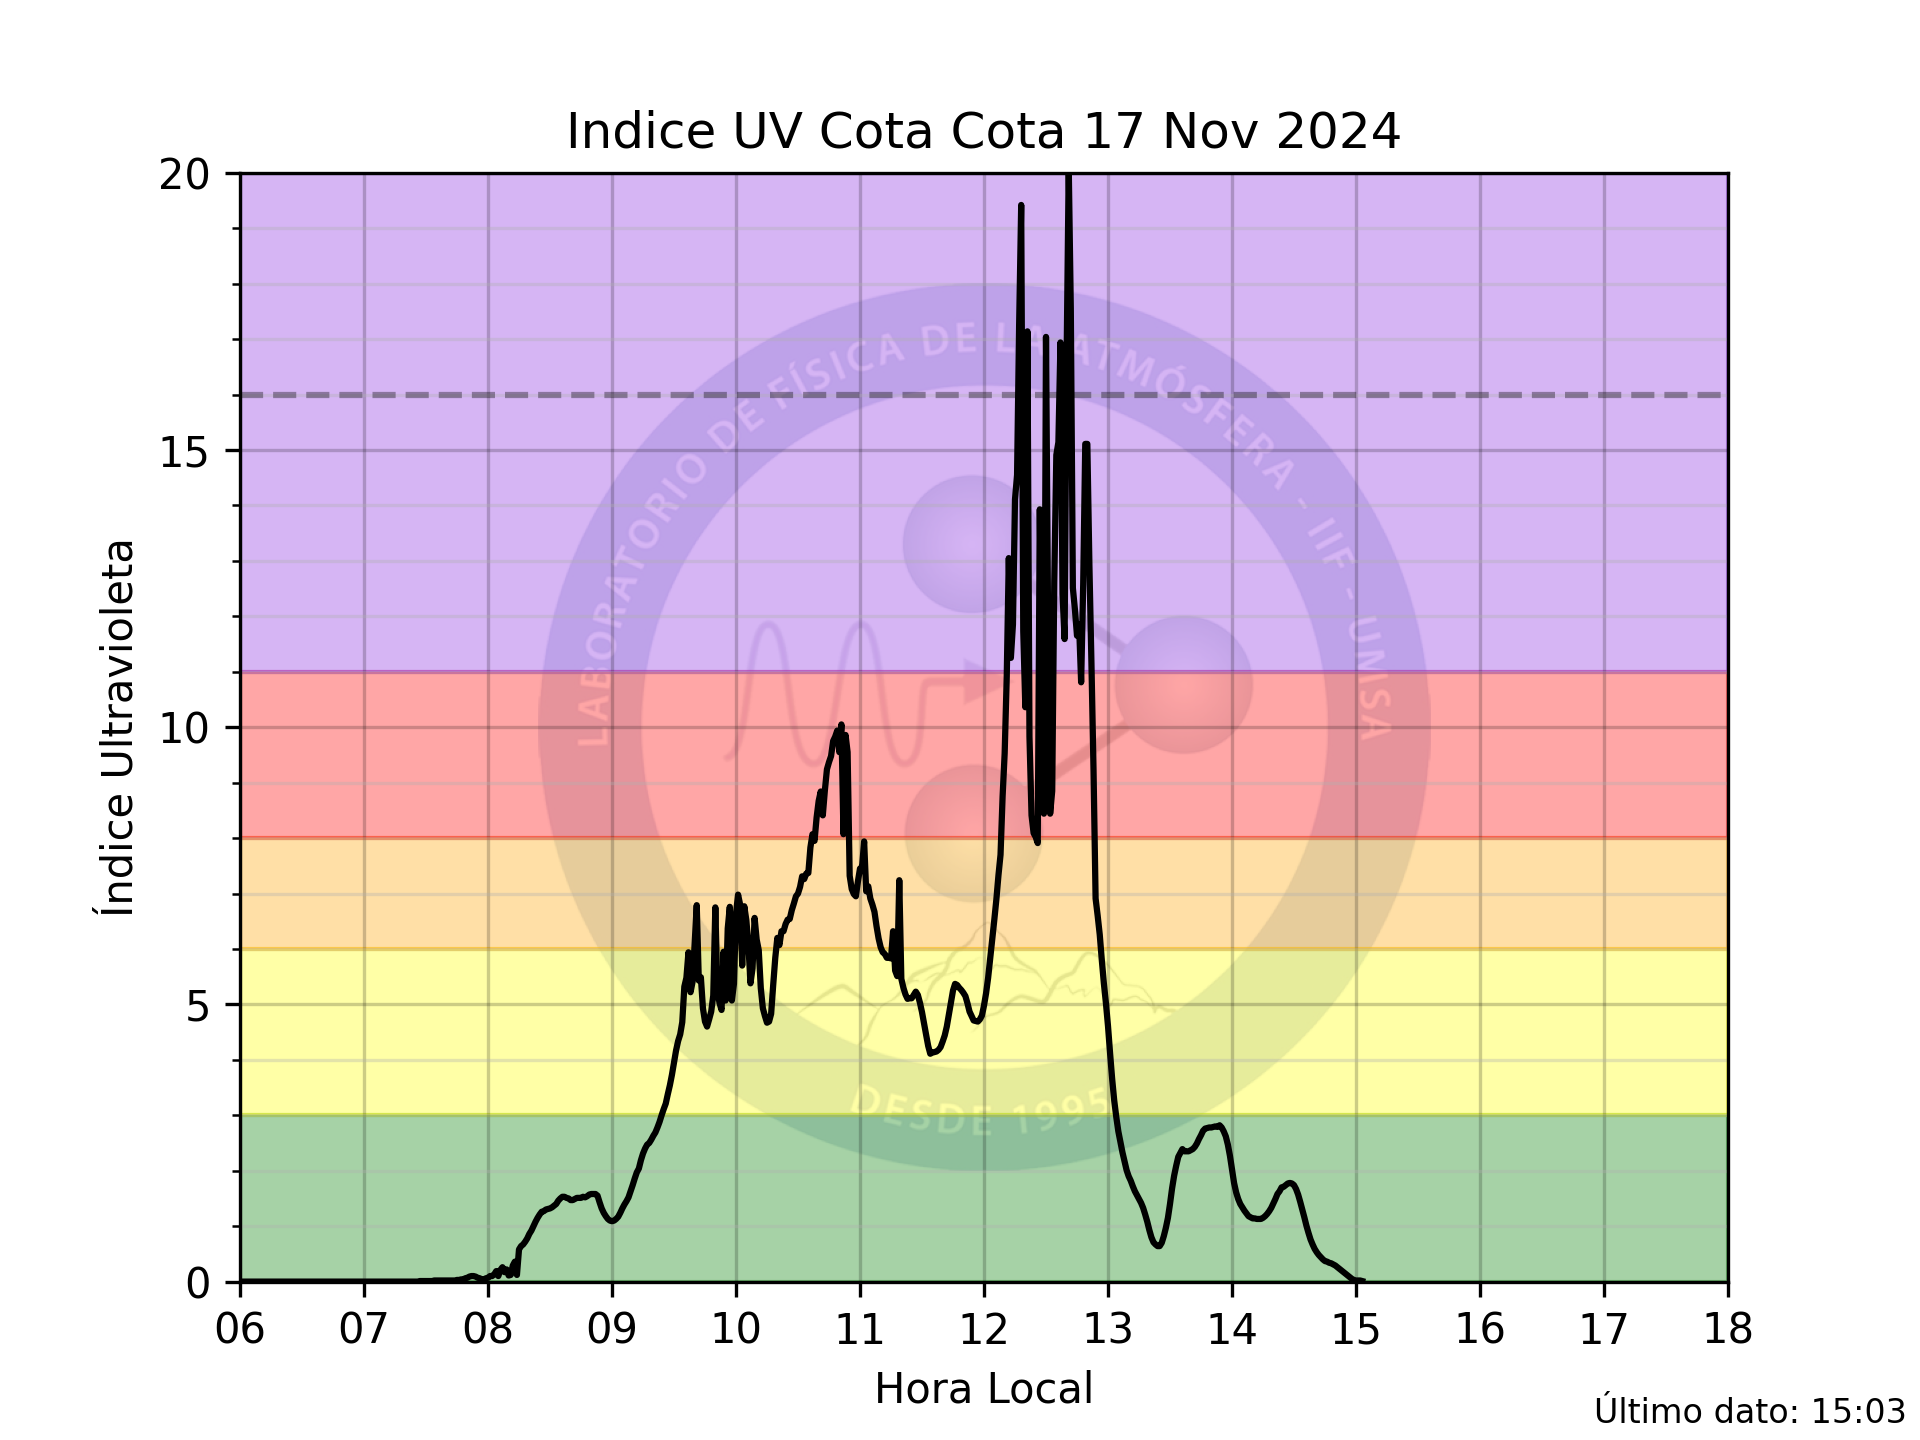 Indice UV Cota Cota 17 Nov 2024
20
15
10
5
0
Índice Ultravioleta
LABORATORIO DE FÍSICA DE LA ATMÓSFERA - IIF - UMSA
DESDE 1995
06 07 08 09 10 11 12 13 14 15 16 17 18
Hora Local
Último dato: 15:03